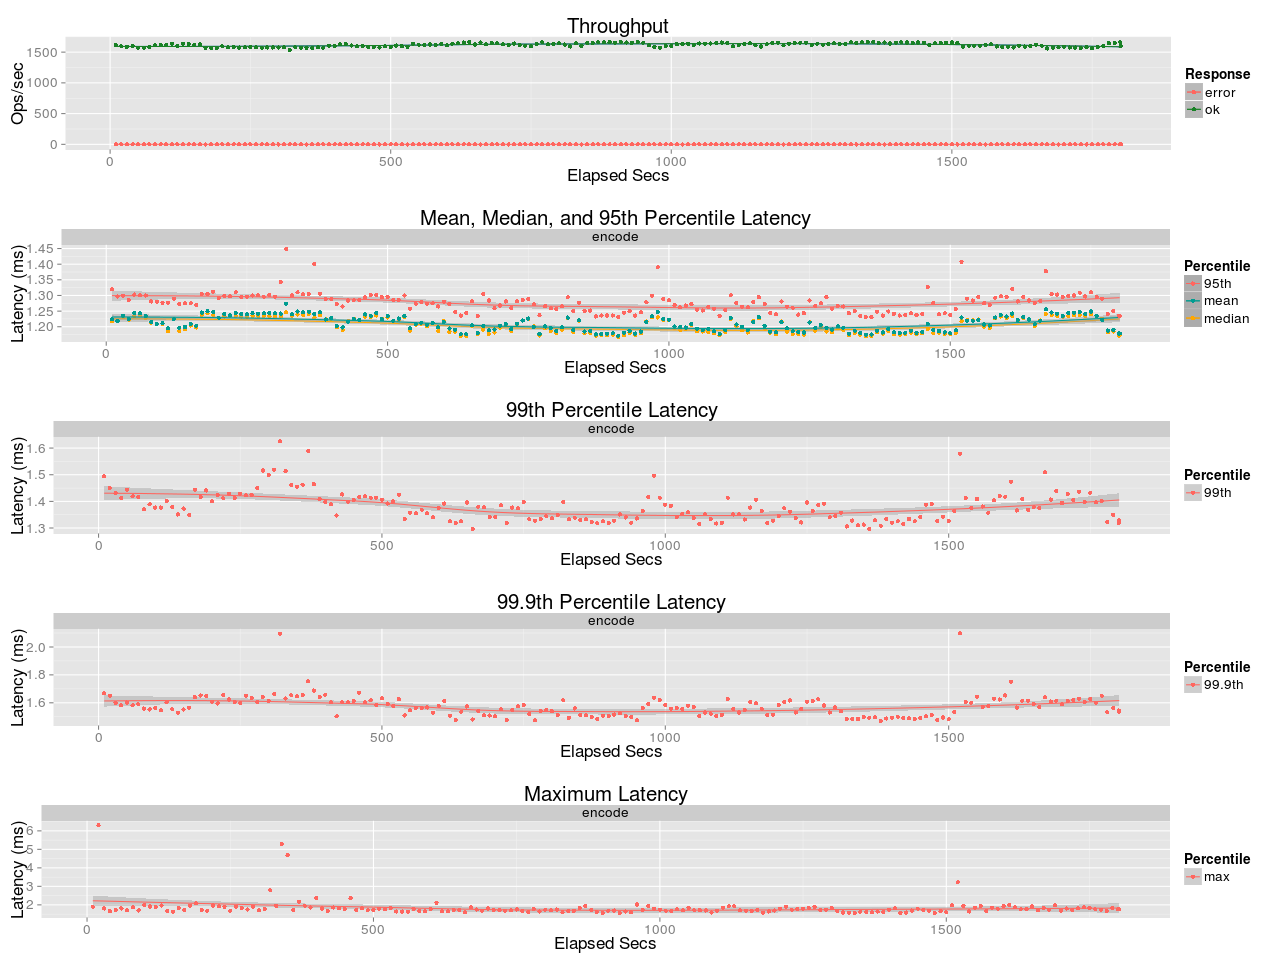 Throughput
Ops/sec
1500
1000
500
0
0 500 1000 1500
Elapsed Secs
Response
error
ok
Mean, Median, and 95th Percentile Latency
encode
Latency (ms)
1.45
1.40
1.35
1.30
1.25
1.20
0 500 1000 1500
Elapsed Secs
Percentile
95th
mean
median
99th Percentile Latency
encode
Latency (ms)
1.6
1.5
1.4
1.3
0 500 1000 1500
Elapsed Secs
Percentile
99th
99.9th Percentile Latency
encode
Latency (ms)
2.0
1.8
1.6
0 500 1000 1500
Elapsed Secs
Percentile
99.9th
Maximum Latency
encode
Latency (ms)
6
5
4
3
2
0 500 1000 1500
Elapsed Secs
Percentile
max